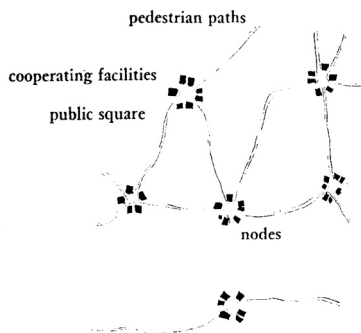 pedestrian paths
cooperating facilities
public square
nodes